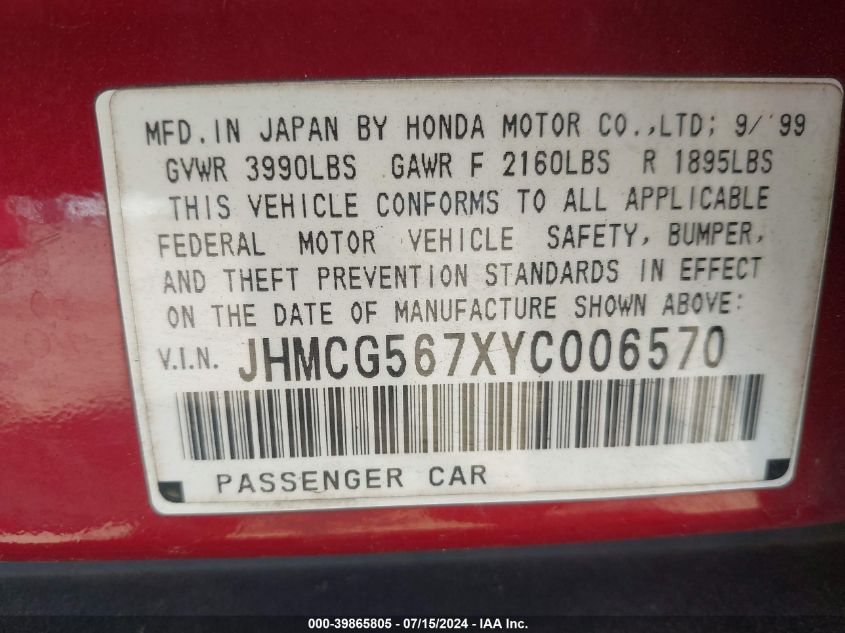 MFD.IN JAPAN BY HONDA MOTOR CO.,LTD; 9/'99
GVWR 3990LBS GAWR F 2160LBS R 1895LBS
THIS VEHICLE CONFORMS TO ALL APPLICABLE
FEDERAL MOTOR VEHICLE SAFETY, BUMPER,
AND THEFT PREVENTION STANDARDS IN EFFECT
ON THE DATE OF MANUFACTURE SHOWN ABOVE:
V.I.N. JHMCG567XYC006570
PASSENGER CAR
000-39865805 - 07/15/2024 - IAA Inc.